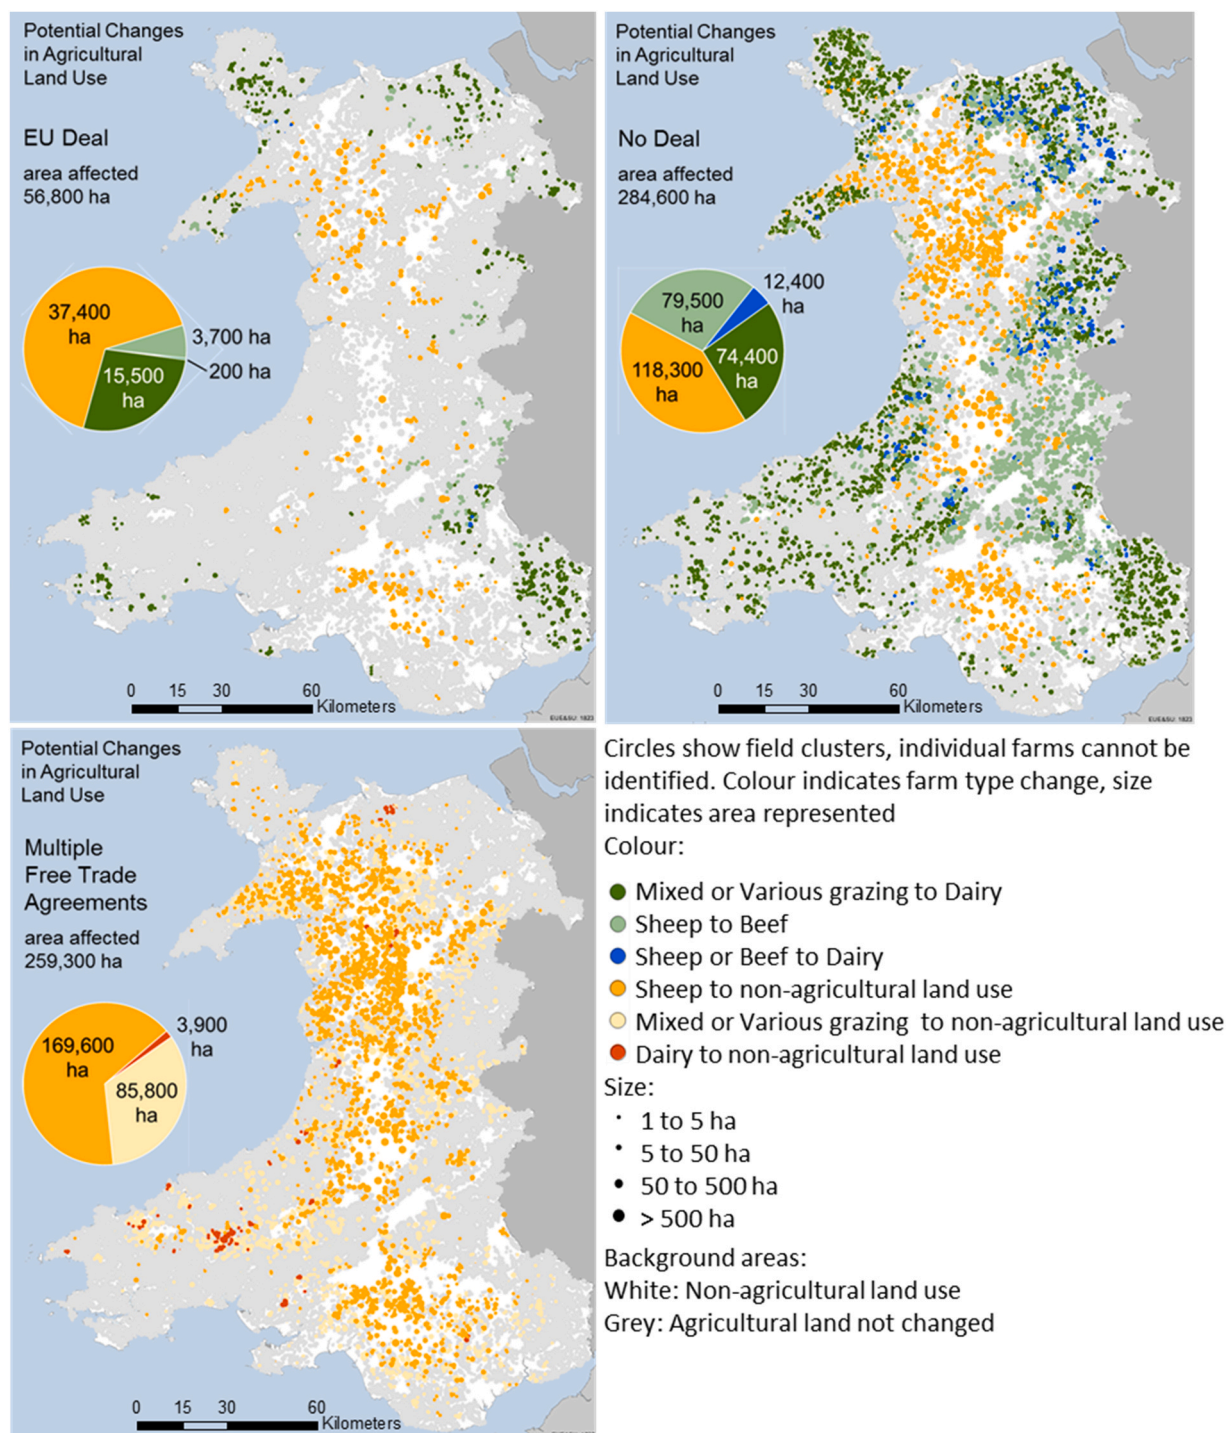 Potential Changes
in Agricultural
Land Use
EU Deal
area affected
56,800 ha
37,400
ha
3,700 ha
200 ha
15,500
ha
0 15 30 60
Kilometers
EUE&SU: 1823
Potential Changes
in Agricultural
Land Use
No Deal
area affected
284,600 ha
79,500
ha
12,400
ha
74,400
ha
118,300
ha
0 15 30 60
Kilometers
EUE&SU: 1823
Potential Changes
in Agricultural
Land Use
Multiple
Free Trade
Agreements
area affected
259,300 ha
169,600
ha
3,900
ha
85,800
ha
0 15 30 60
Kilometers
Circles show field clusters, individual farms cannot be
identified. Colour indicates farm type change, size
indicates area represented
Colour:
Mixed or Various grazing to Dairy
Sheep to Beef
Sheep or Beef to Dairy
Sheep to non-agricultural land use
Mixed or Various grazing to non-agricultural land use
Dairy to non-agricultural land use
Size:
1 to 5 ha
5 to 50 ha
50 to 500 ha
> 500 ha
Background areas:
White: Non-agricultural land use
Grey: Agricultural land not changed